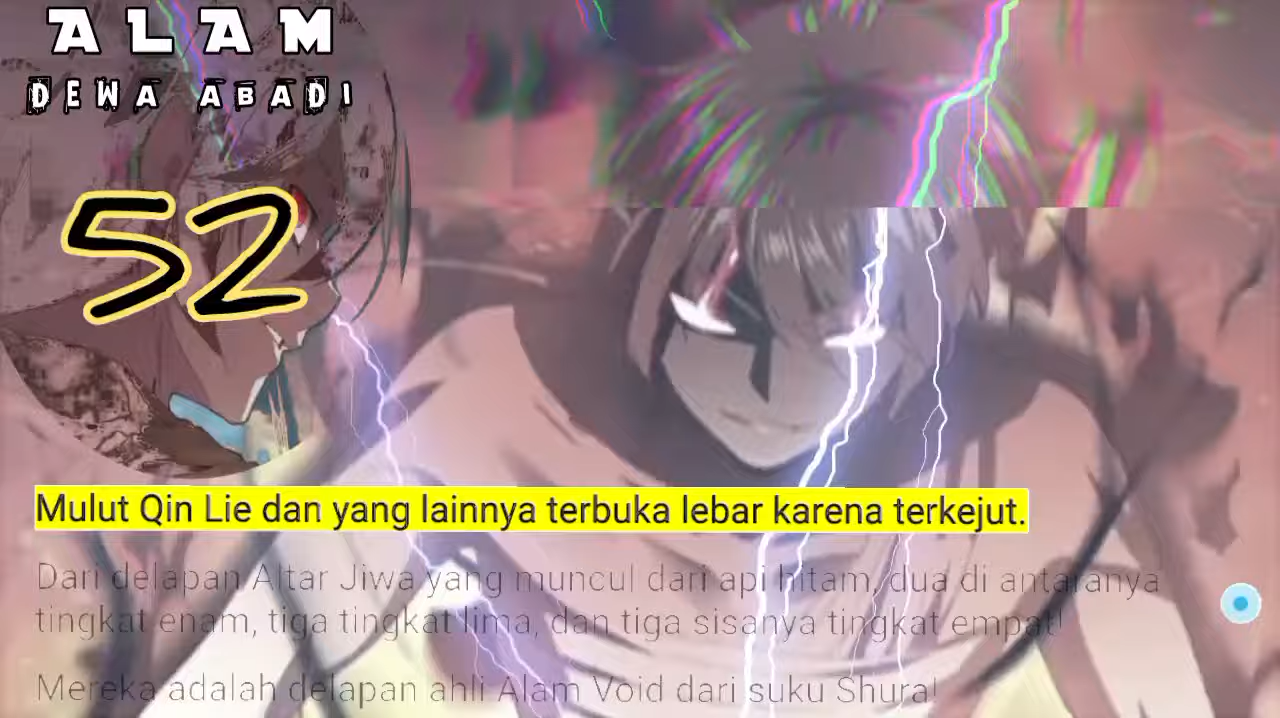 ALAM
DEWA ABADI
52
Mulut Qin Lie dan yang lainnya terbuka lebar karena terkejut.
Dari delapan Altar Jiwa yang muncul dari api hitam, dua di antaranya
tingkat enam, tiga tingkat lima, dan tiga sisanya tingkat empat!
Mereka adalah delapan ahli Alam Void dari suku Shura!